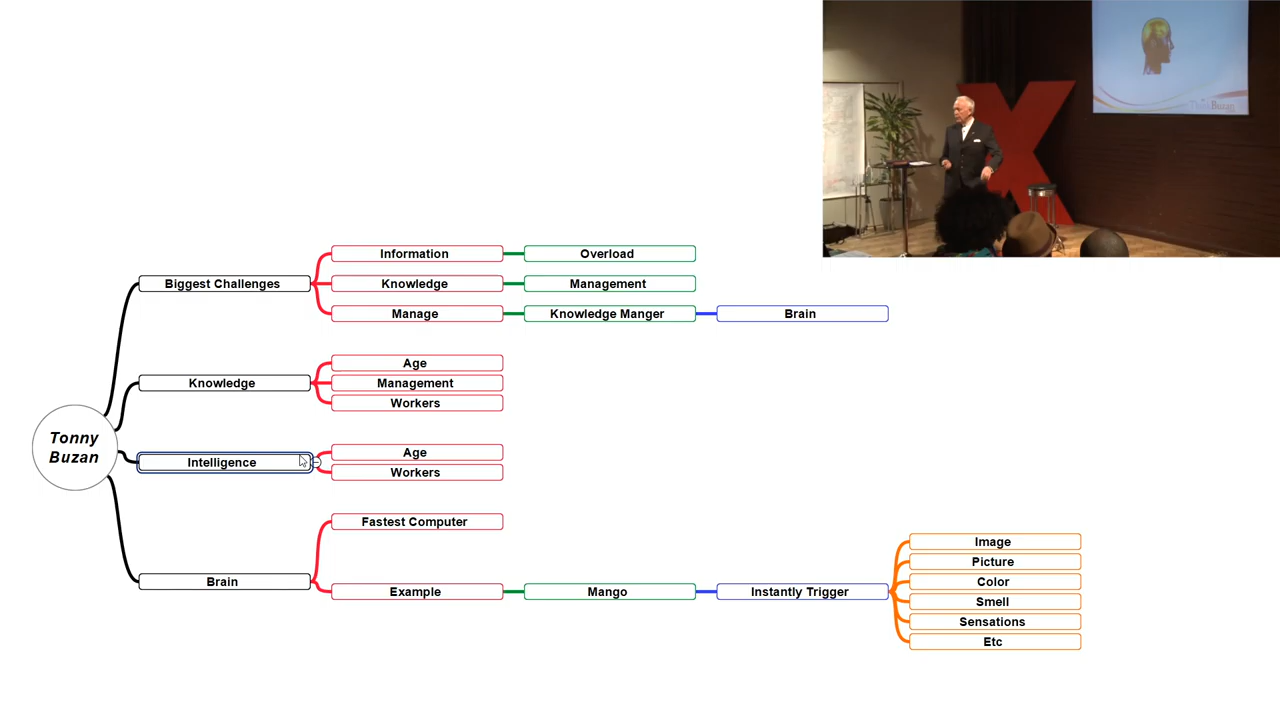 Tonny
Buzan
Biggest Challenges
Information
Overload
Knowledge
Management
Manage
Knowledge Manger
Brain
Knowledge
Age
Management
Workers
Intelligence
Age
Workers
Brain
Fastest Computer
Example
Mango
Instantly Trigger
Image
Picture
Color
Smell
Sensations
Etc
X
Buzan